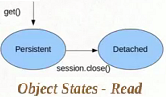 get()
Persistent
Detached
session.close()
Object States - Read